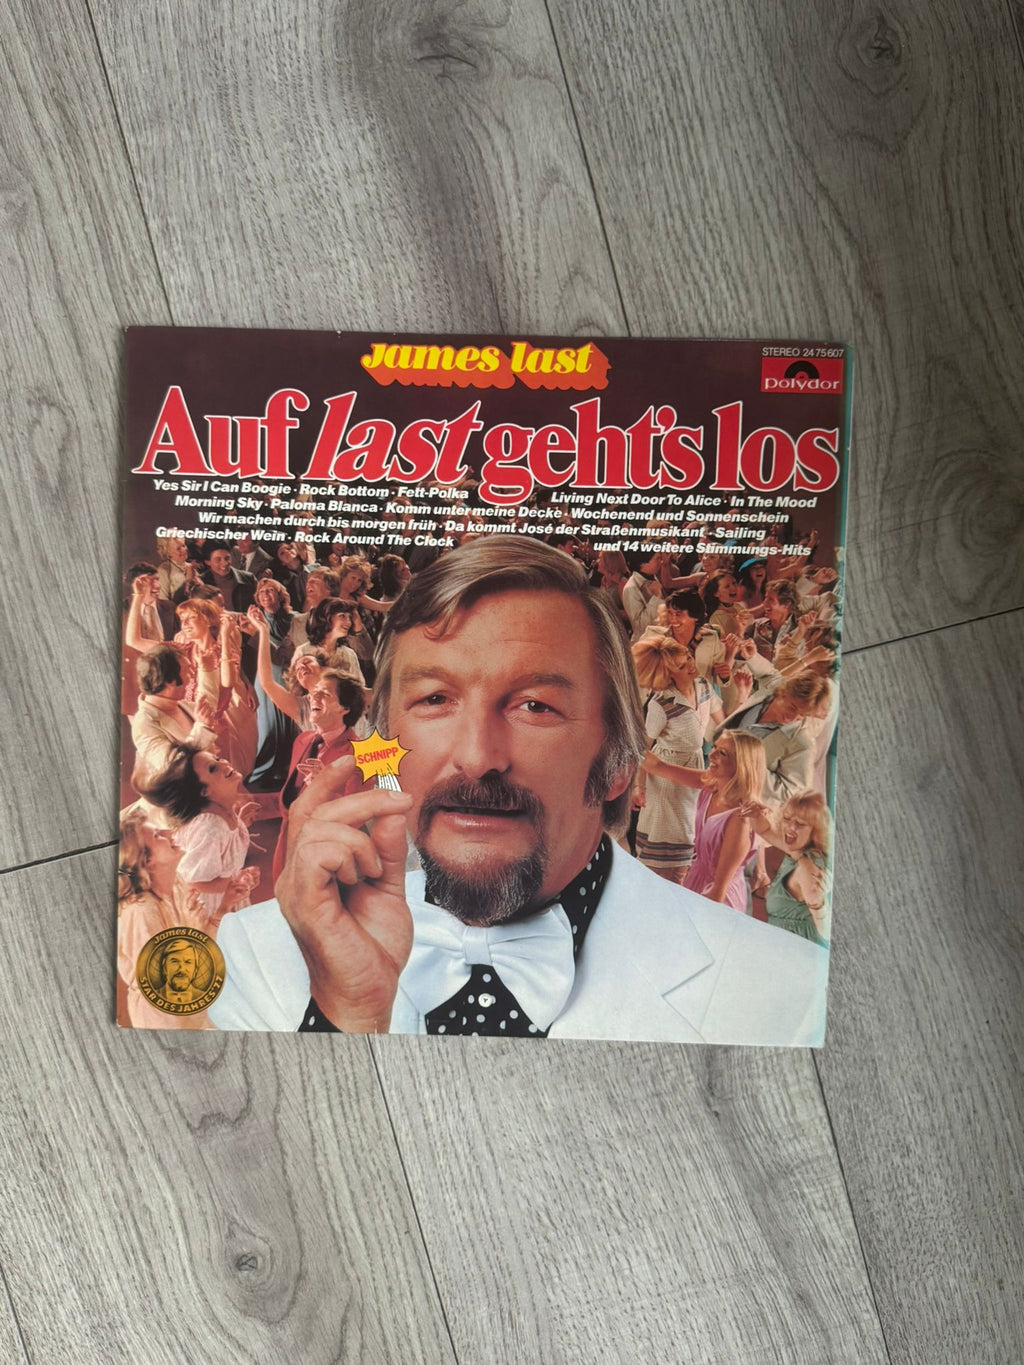 James Last
STEREO 2475607
polydor
Auf last geht's los
Yes Sir I Can Boogie · Rock Bottom · Fett-Polka
Living Next Door To Alice · In The Mood
Morning Sky · Paloma Blanca · Komm unter meine Decke · Wochenend und Sonnenschein
Wir machen durch bis morgen früh · Da kommt José der Straßenmusikant · Sailing
Griechischer Wein · Rock Around The Clock
und 14 weitere Stimmungs-Hits
SCHNIPP
James Last
STAR DES JAHRES '77